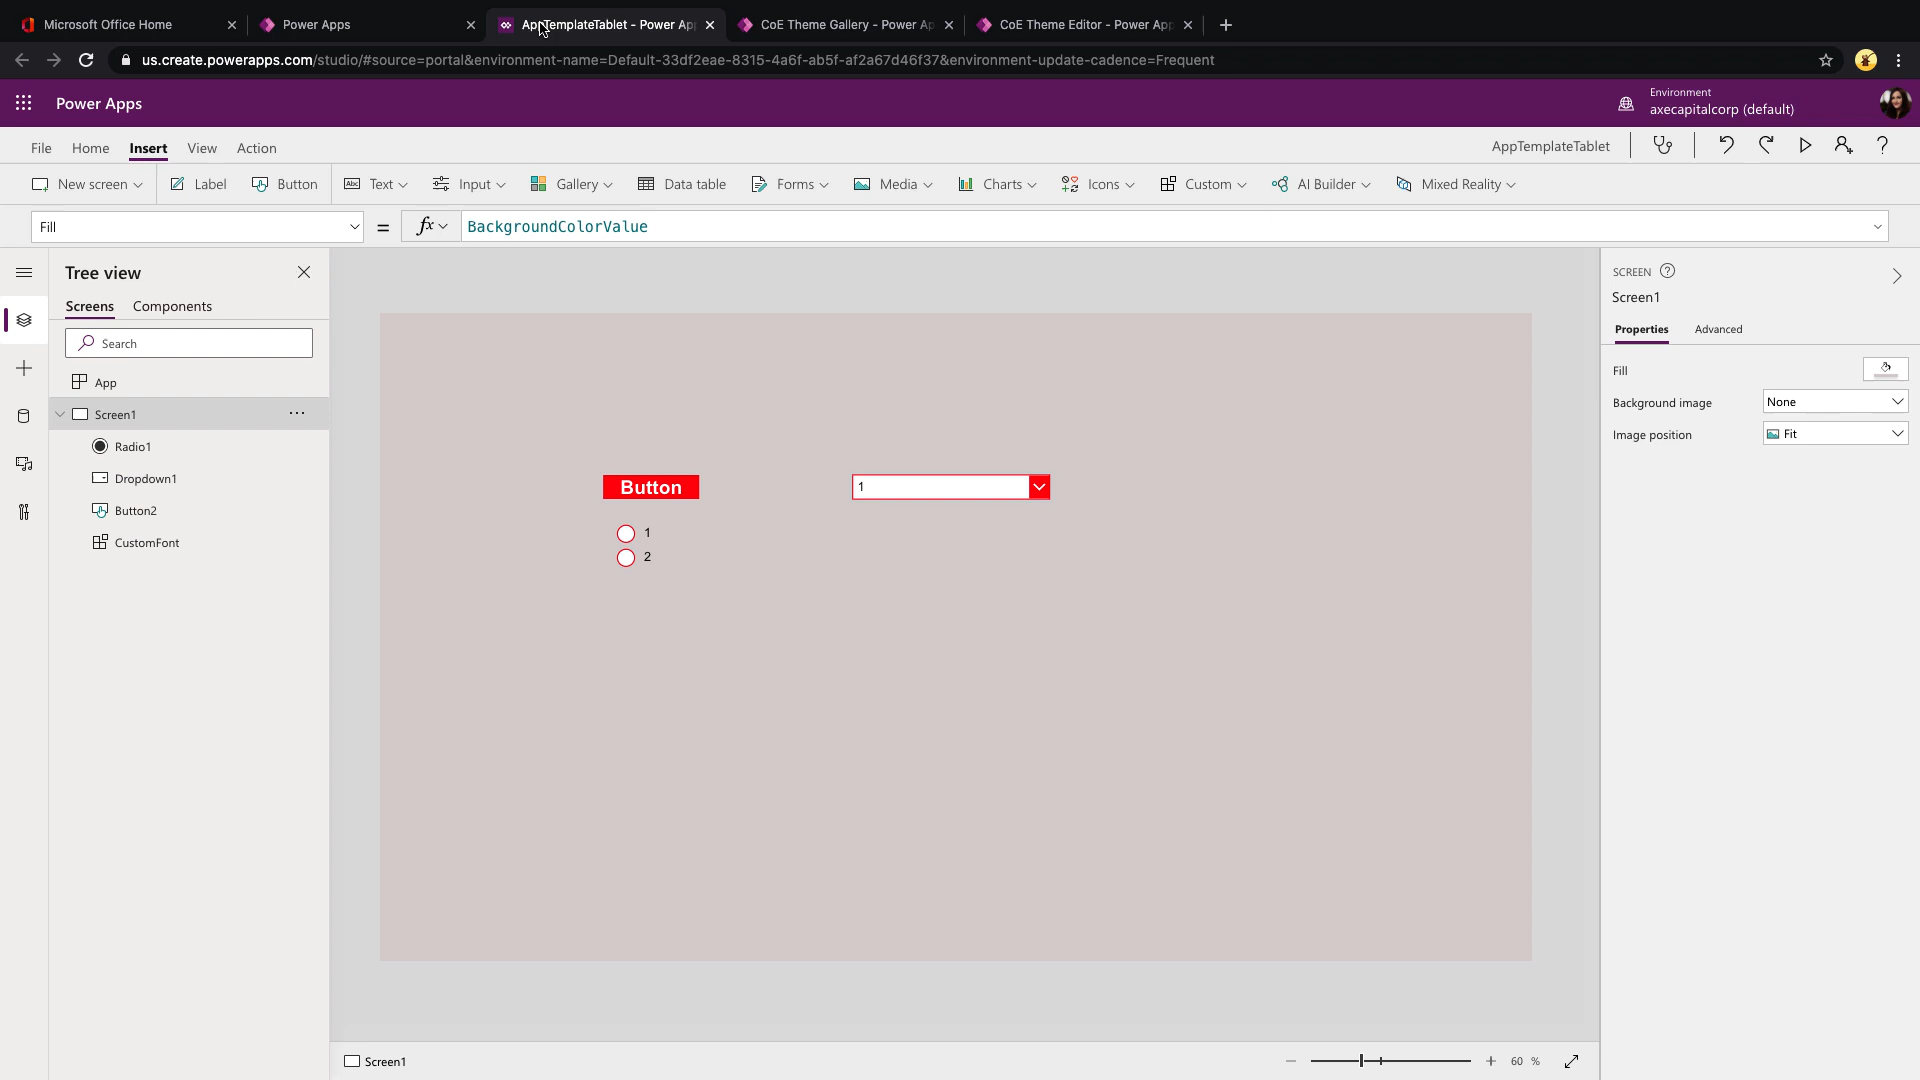 Microsoft Office Home
Power Apps
AppTemplateTablet - Power Ap
CoE Theme Gallery - Power Ap
CoE Theme Editor - Power App
us.create.powerapps.com/studio/#source=portal&environment-name=Default-33df2eae-8315-4a6f-ab5f-af2a67d46f37&environment-update-cadence=Frequent
Power Apps
Environment
axecapitalcorp (default)
File
Home
Insert
View
Action
AppTemplateTablet
New screen
Label
Button
Abc
Text
Input
Gallery
Data table
Forms
Media
Charts
Icons
Custom
AI Builder
Mixed Reality
Fill
=
fx
BackgroundColorValue
Tree view
Screens
Components
Search
App
Screen1
Radio1
Dropdown1
Button2
CustomFont
Button
1
1
2
SCREEN
Screen1
Properties
Advanced
Fill
Background image
None
Image position
Fit
Screen1
60 %